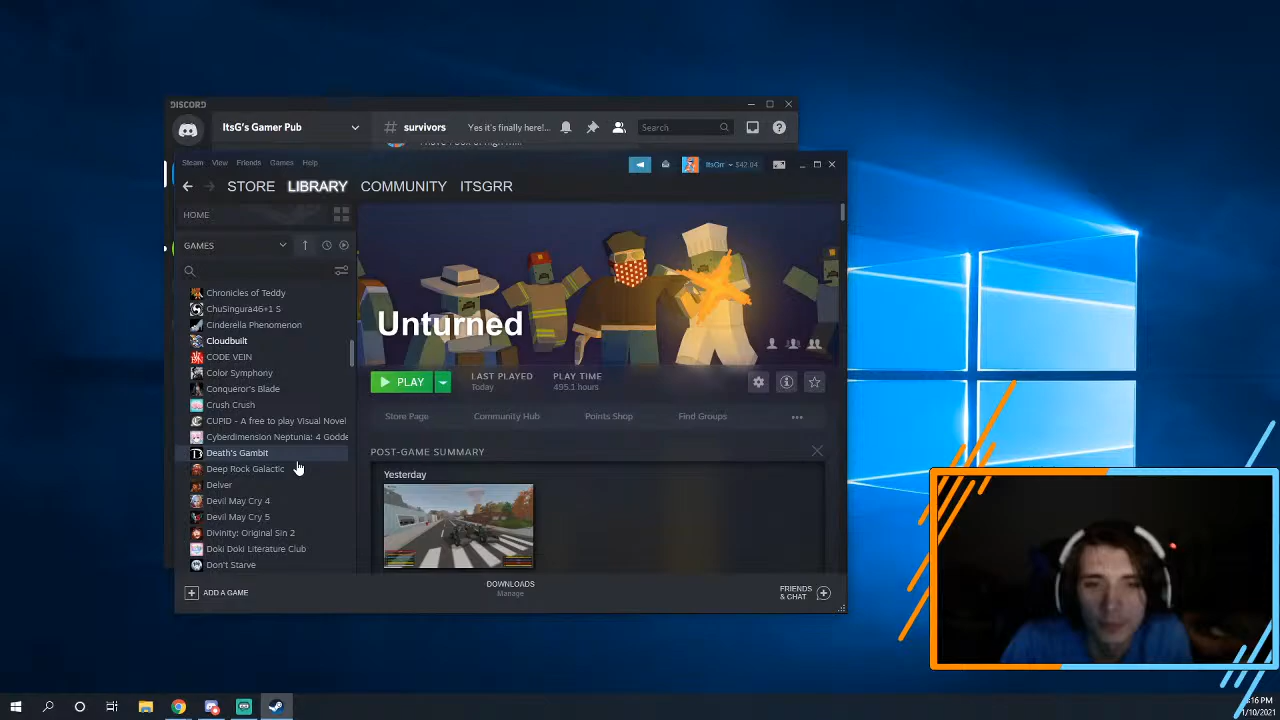 DISCORD
ItsG's Gamer Pub
# survivors
Yes it's finally here!...
Search
Steam View Friends Games Help
ItsGrr
$42.04
STORE LIBRARY COMMUNITY ITSGRR
HOME
GAMES
Chronicles of Teddy
ChuSingura46+1 S
Cinderella Phenomenon
Cloudbuilt
CODE VEIN
Color Symphony
Conqueror's Blade
Crush Crush
CUPID - A free to play Visual Novel
Cyberdimension Neptunia: 4 Godde
Death's Gambit
Deep Rock Galactic
Delver
Devil May Cry 4
Devil May Cry 5
Divinity: Original Sin 2
Doki Doki Literature Club
Don't Starve
ADD A GAME
Unturned
PLAY
LAST PLAYED
Today
PLAY TIME
495.1 hours
Store Page Community Hub Points Shop Find Groups
POST-GAME SUMMARY
Yesterday
DOWNLOADS
Manage
FRIENDS
& CHAT
:16 PM
1/10/2021